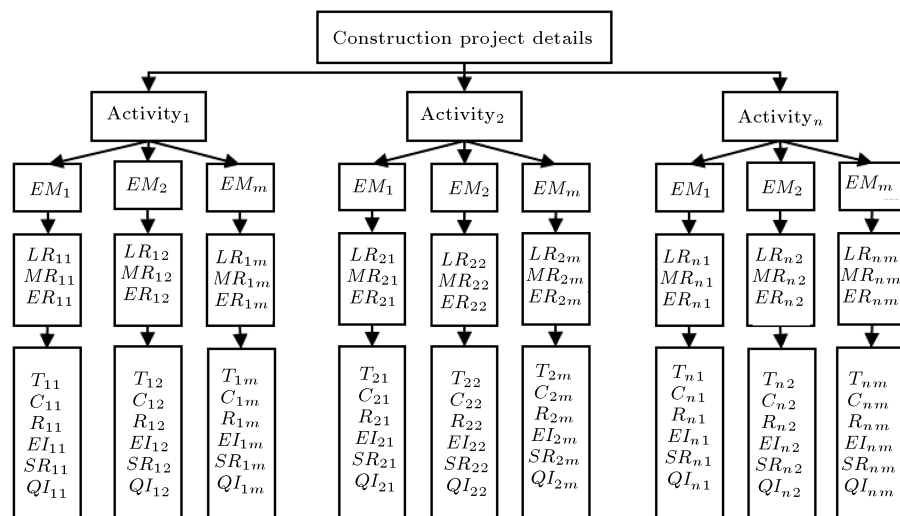 Construction project details
Activity₁
Activity₂
Activityₙ
EM₁
EM₂
EMₘ
EM₁
EM₂
EMₘ
EM₁
EM₂
EMₘ
LR₁₁
MR₁₁
ER₁₁
LR₁₂
MR₁₂
ER₁₂
LR₁ₘ
MR₁ₘ
ER₁ₘ
LR₂₁
MR₂₁
ER₂₁
LR₂₂
MR₂₂
ER₂₂
LR₂ₘ
MR₂ₘ
ER₂ₘ
LRₙ₁
MRₙ₁
ERₙ₁
LRₙ₂
MRₙ₂
ERₙ₂
LRₙₘ
MRₙₘ
ERₙₘ
T₁₁
C₁₁
R₁₁
EI₁₁
SR₁₁
QI₁₁
T₁₂
C₁₂
R₁₂
EI₁₂
SR₁₂
QI₁₂
T₁ₘ
C₁ₘ
R₁ₘ
EI₁ₘ
SR₁ₘ
QI₁ₘ
T₂₁
C₂₁
R₂₁
EI₂₁
SR₂₁
QI₂₁
T₂₂
C₂₂
R₂₂
EI₂₂
SR₂₂
QI₂₂
T₂ₘ
C₂ₘ
R₂ₘ
EI₂ₘ
SR₂ₘ
QI₂ₘ
Tₙ₁
Cₙ₁
Rₙ₁
EIₙ₁
SRₙ₁
QIₙ₁
Tₙ₂
Cₙ₂
Rₙ₂
EIₙ₂
SRₙ₂
QIₙ₂
Tₙₘ
Cₙₘ
Rₙₘ
EIₙₘ
SRₙₘ
QIₙₘ